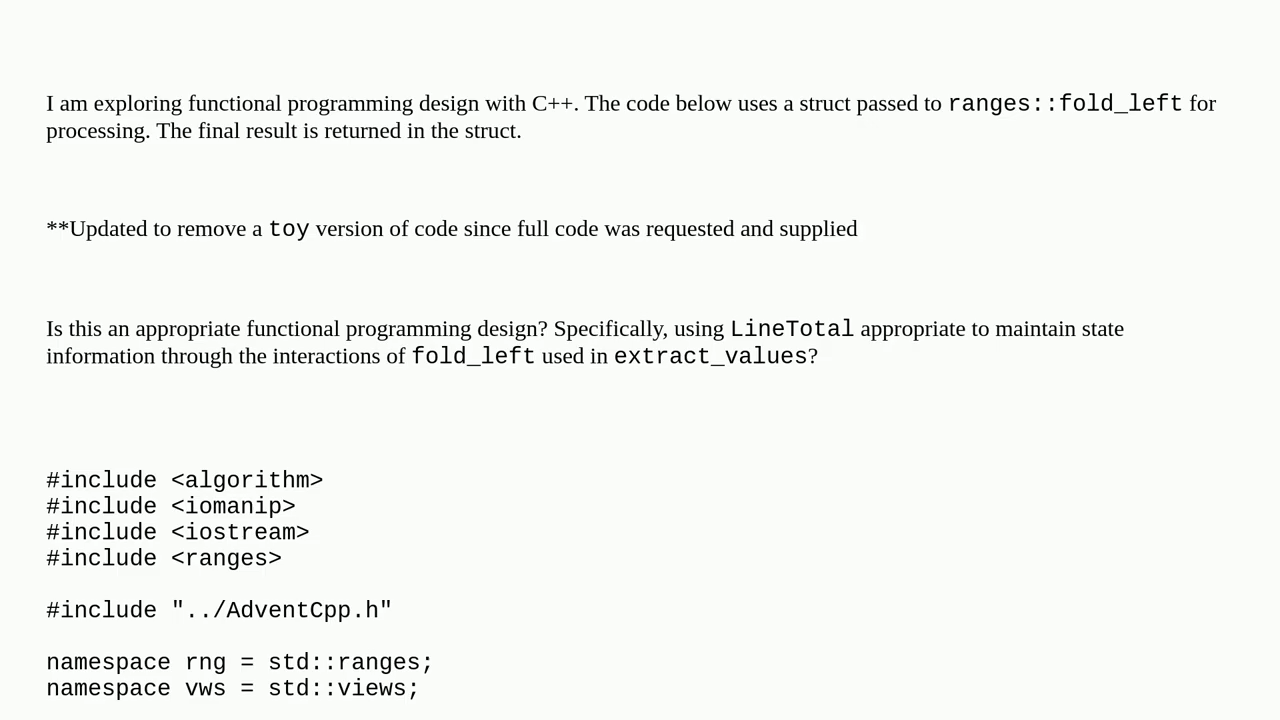 I am exploring functional programming design with C++. The code below uses a struct passed to ranges::fold_left for
processing. The final result is returned in the struct.
**Updated to remove a toy version of code since full code was requested and supplied
Is this an appropriate functional programming design? Specifically, using LineTotal appropriate to maintain state
information through the interactions of fold_left used in extract_values?
#include <algorithm>
#include <iomanip>
#include <iostream>
#include <ranges>
#include "../AdventCpp.h"
namespace rng = std::ranges;
namespace vws = std::views;